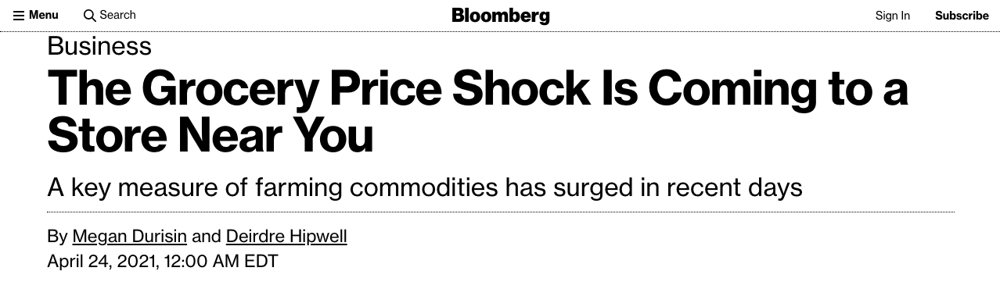 Menu Search Bloomberg Sign In Subscribe
Business
The Grocery Price Shock Is Coming to a
Store Near You
A key measure of farming commodities has surged in recent days
By Megan Durisin and Deirdre Hipwell
April 24, 2021, 12:00 AM EDT